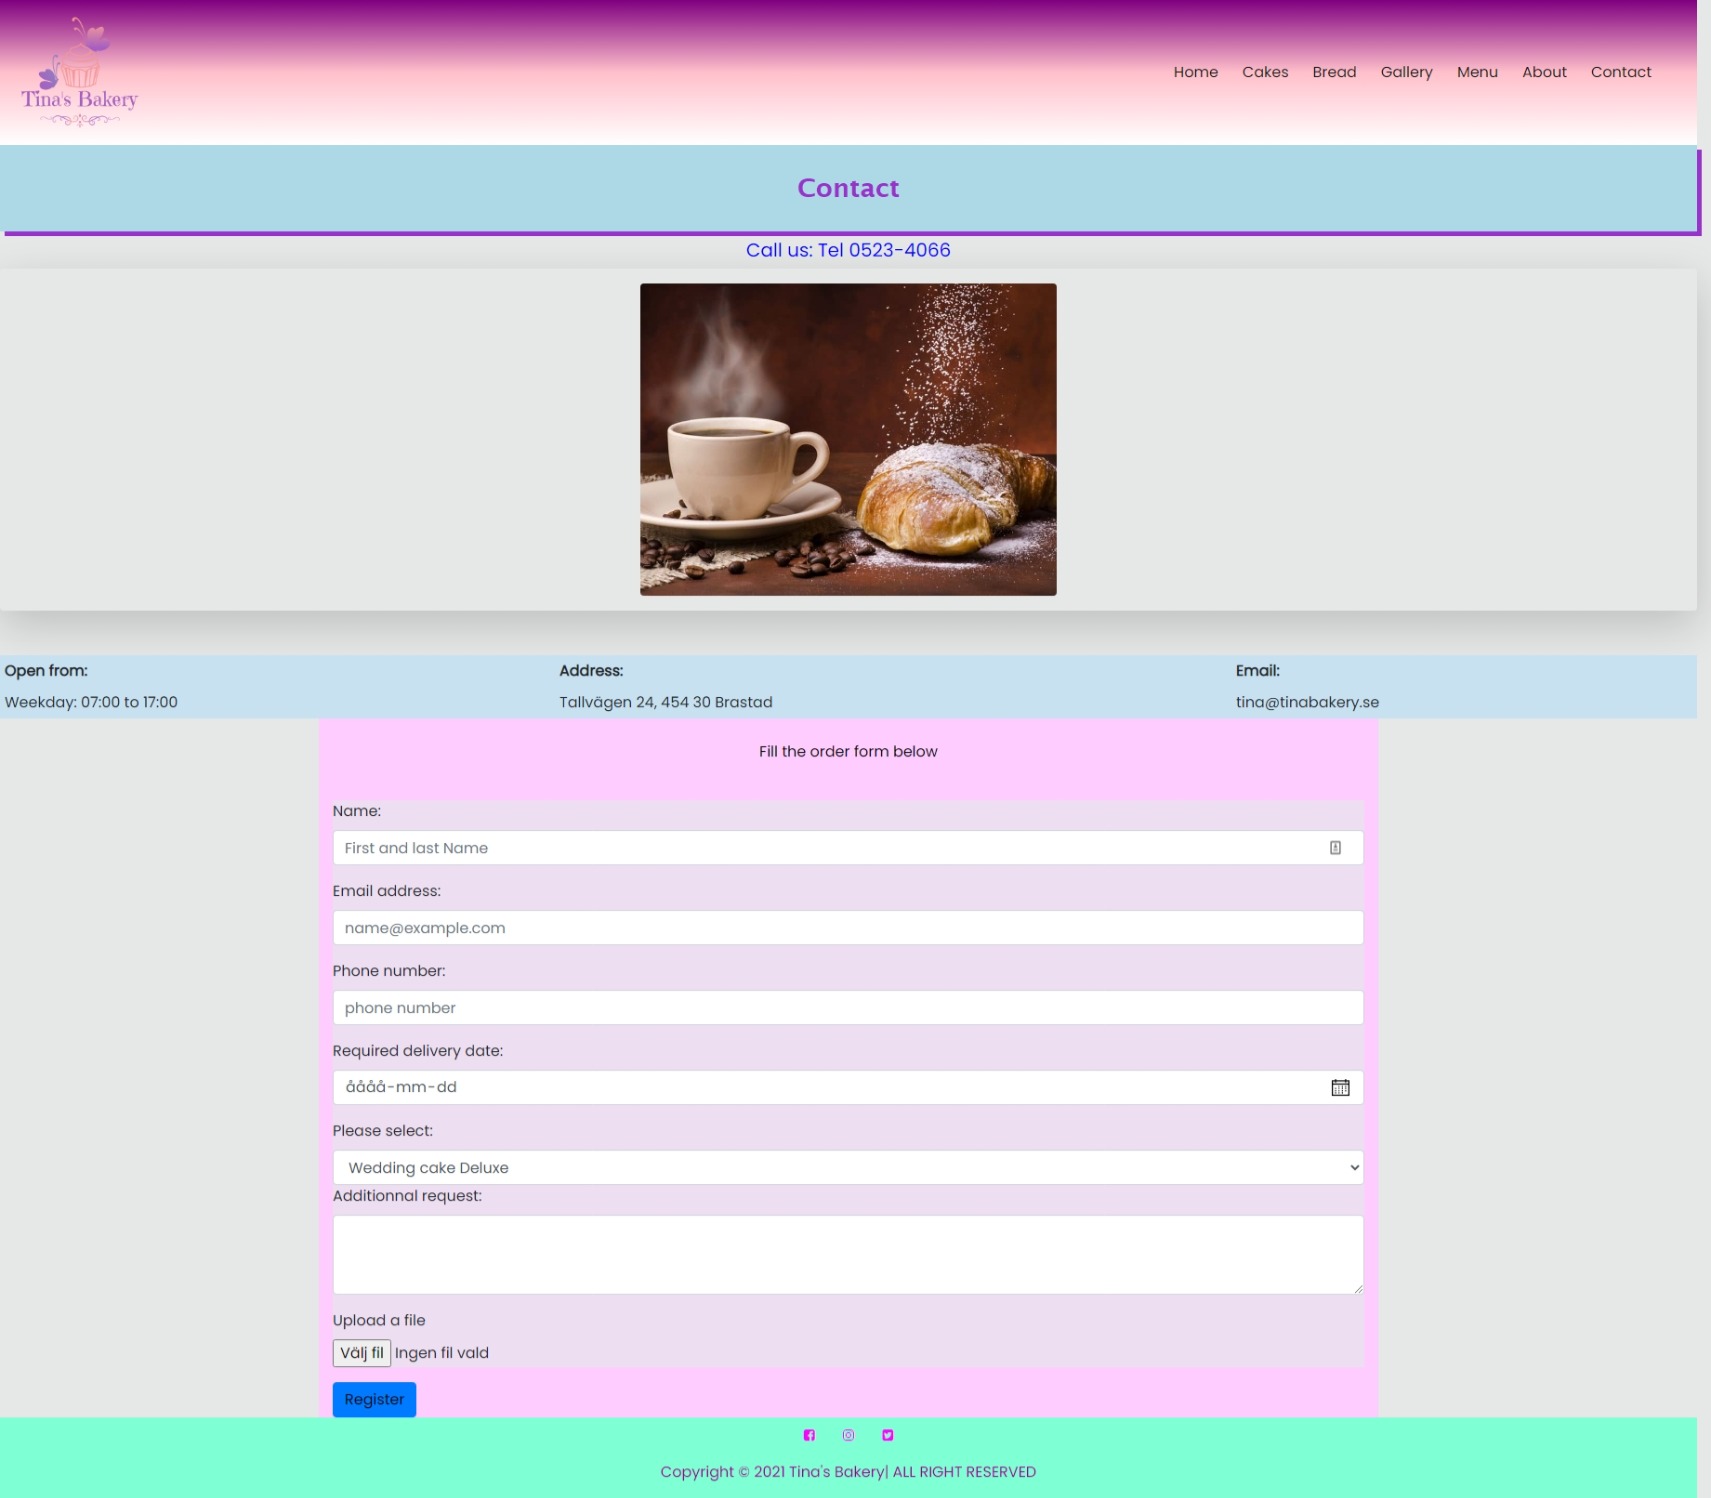 Tina's Bakery
Home Cakes Bread Gallery Menu About Contact
Contact
Call us: Tel 0523-4066
Open from: Address: Email:
Weekday: 07:00 to 17:00 Tallvägen 24, 454 30 Brastad tina@tinabakery.se
Fill the order form below
Name:
First and last Name
Email address:
name@example.com
Phone number:
phone number
Required delivery date:
åååå-mm-dd
Please select:
Wedding cake Deluxe
Additionnal request:
Upload a file
Välj fil Ingen fil vald
Register
Copyright © 2021 Tina's Bakery| ALL RIGHT RESERVED